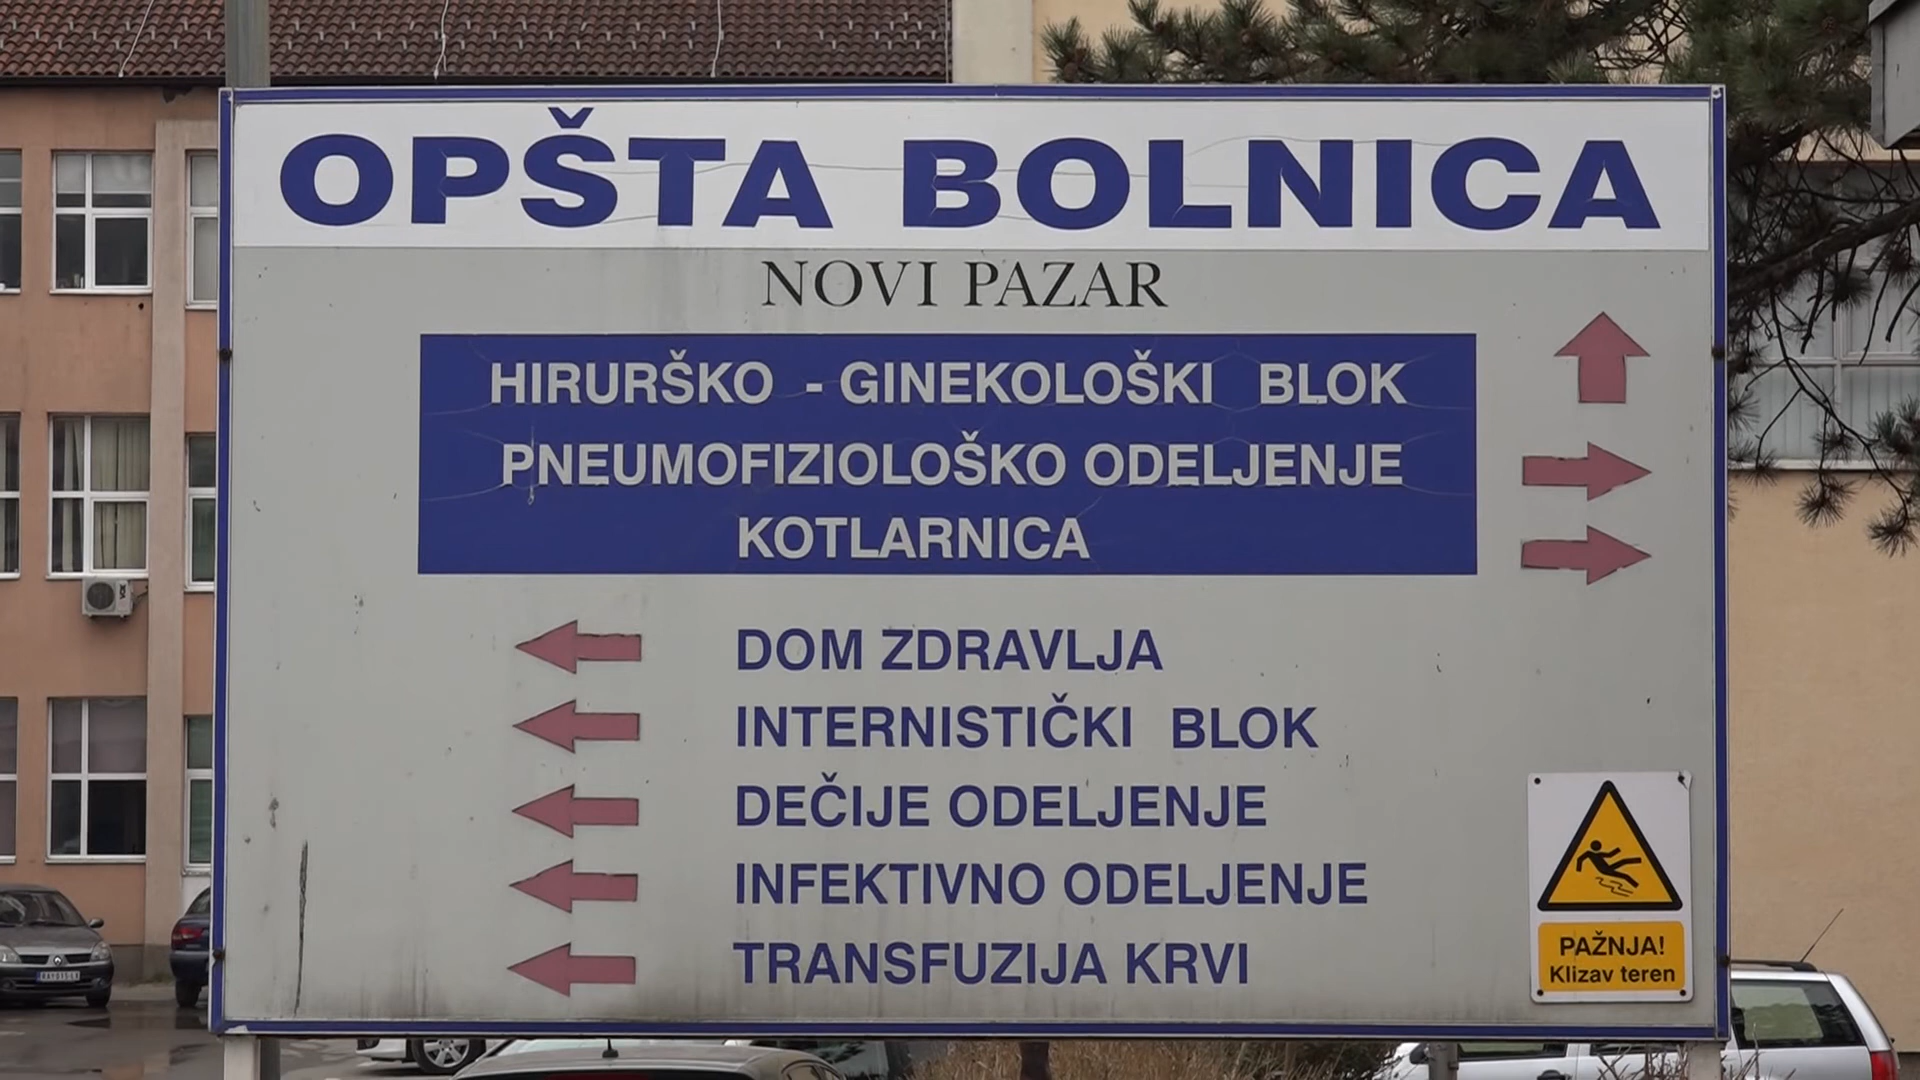 OPŠTA BOLNICA
NOVI PAZAR
HIRURŠKO - GINEKOLOŠKI BLOK
PNEUMOFIZIOLOŠKO ODELJENJE
KOTLARNICA
DOM ZDRAVLJA
INTERNISTIČKI BLOK
DEČIJE ODELJENJE
INFEKTIVNO ODELJENJE
TRANSFUZIJA KRVI
PAŽNJA!
Klizav teren